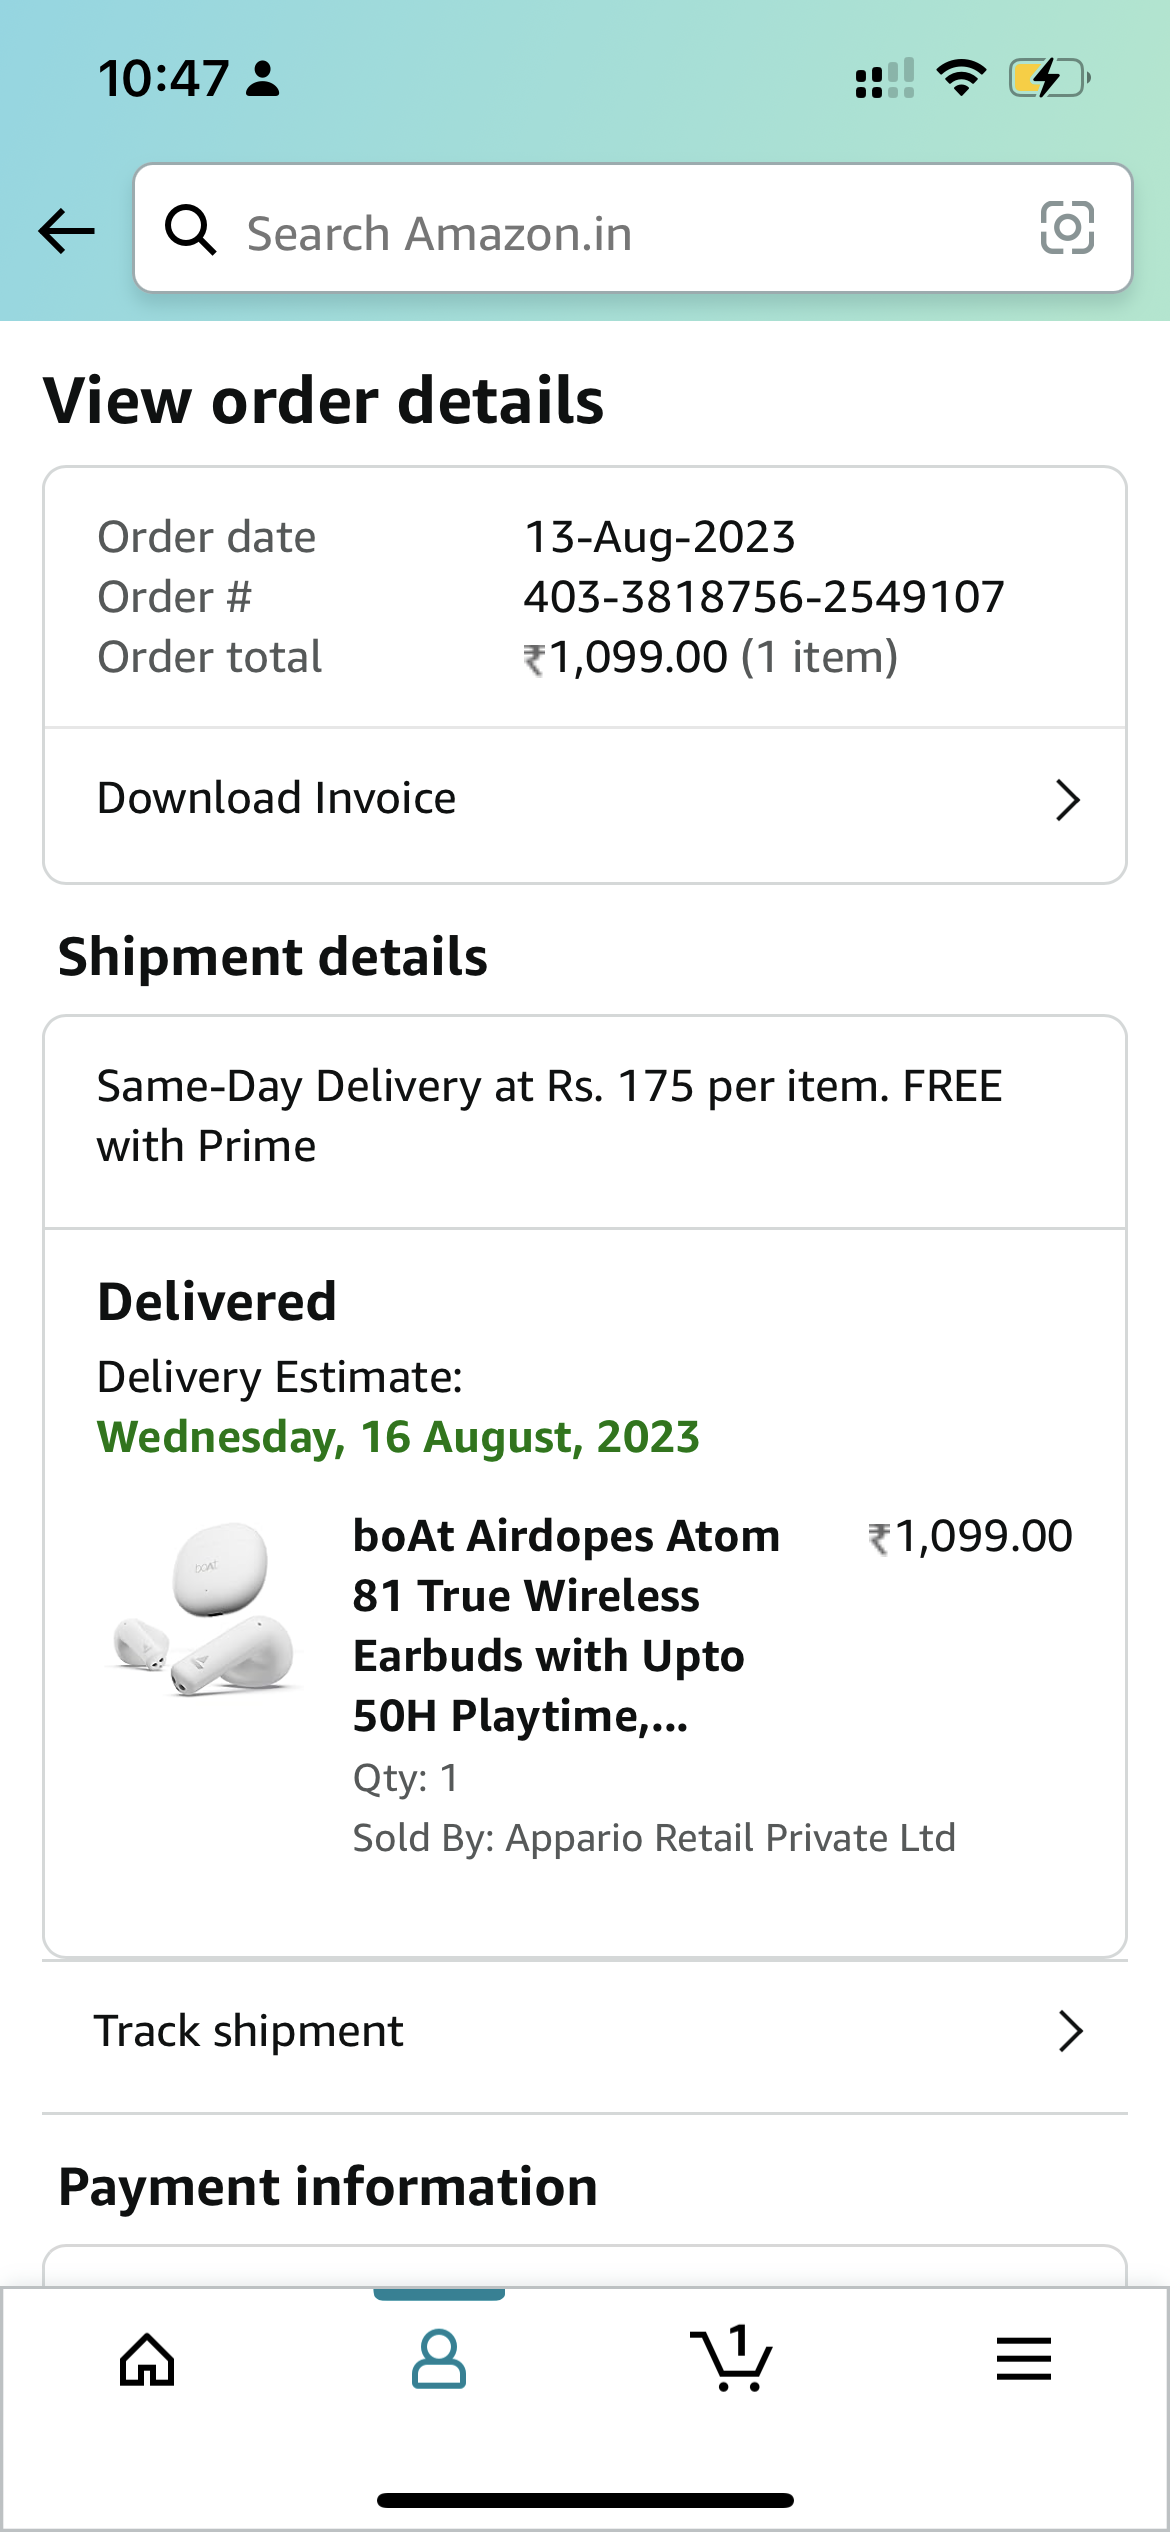 10:47
Search Amazon.in
View order details
Order date 13-Aug-2023
Order # 403-3818756-2549107
Order total ₹1,099.00 (1 item)
Download Invoice
Shipment details
Same-Day Delivery at Rs. 175 per item. FREE
with Prime
Delivered
Delivery Estimate:
Wednesday, 16 August, 2023
boAt
boAt Airdopes Atom ₹1,099.00
81 True Wireless
Earbuds with Upto
50H Playtime,...
Qty: 1
Sold By: Appario Retail Private Ltd
Track shipment
Payment information
1